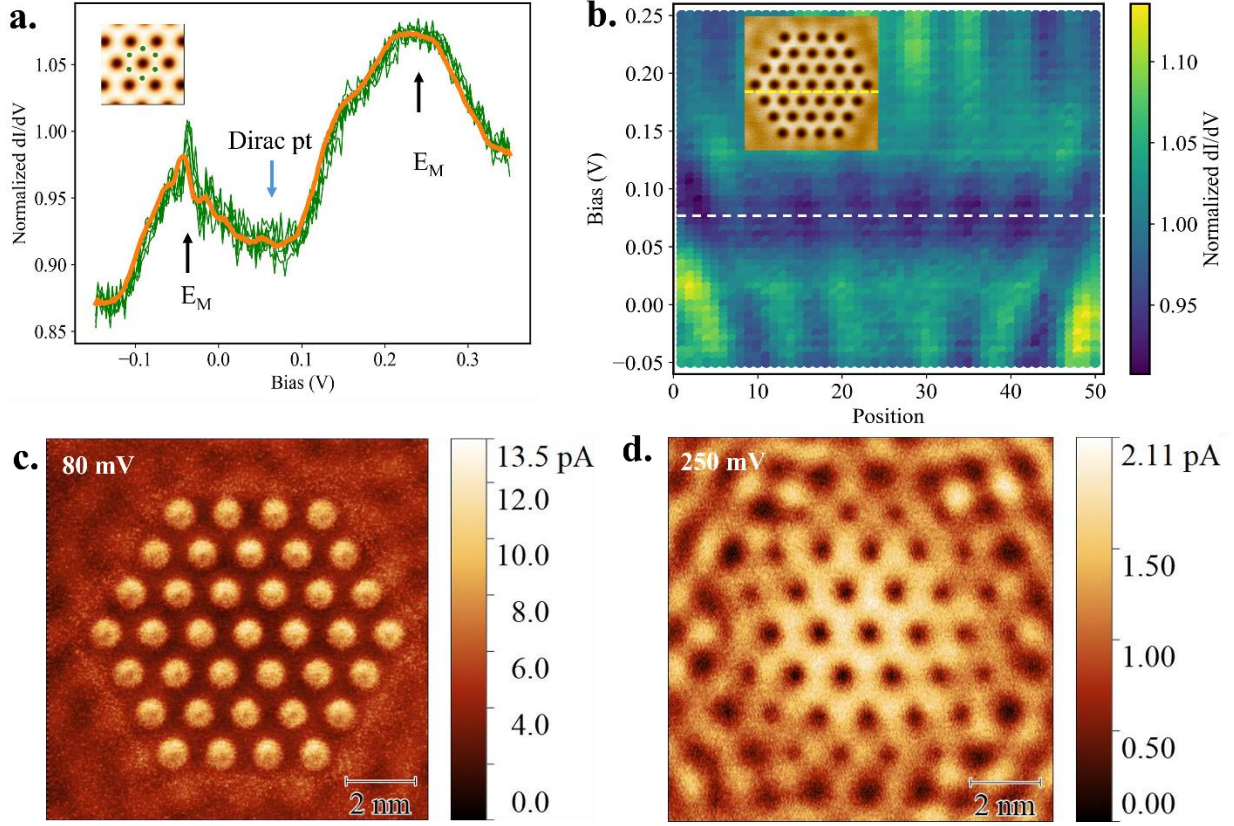 a.
1.05
1.00
0.95
0.90
0.85
Normalized dI/dV
Dirac pt
E_M
E_M
−0.1
0.0
0.1
0.2
0.3
Bias (V)
b.
0.25
0.20
0.15
0.10
0.05
0.00
−0.05
Bias (V)
0
10
20
30
40
50
Position
1.10
1.05
1.00
0.95
Normalized dI/dV
c.
80 mV
2 nm
13.5 pA
12.0
10.0
8.0
6.0
4.0
0.0
d.
250 mV
2 nm
2.11 pA
1.50
1.00
0.50
0.00